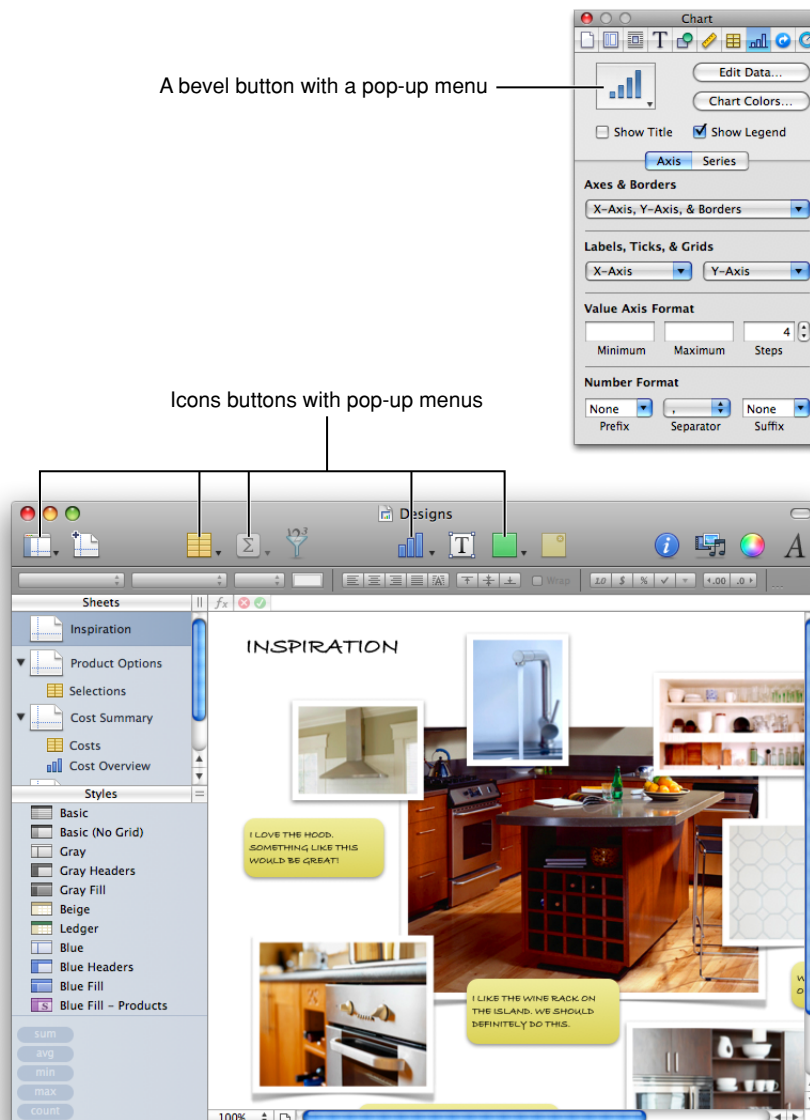 Chart
A bevel button with a pop-up menu
Edit Data...
Chart Colors...
Show Title
Show Legend
Axis
Series
Axes & Borders
X-Axis, Y-Axis, & Borders
Labels, Ticks, & Grids
X-Axis
Y-Axis
Value Axis Format
4
Minimum
Maximum
Steps
Number Format
None
,
None
Prefix
Separator
Suffix
Icons buttons with pop-up menus
Designs
Wrap
1.0
$
%
.00
.0
Sheets
fx
Inspiration
Product Options
Selections
Cost Summary
Costs
Cost Overview
Styles
Basic
Basic (No Grid)
Gray
Gray Headers
Gray Fill
Beige
Ledger
Blue
Blue Headers
Blue Fill
Blue Fill – Products
sum
avg
min
max
count
INSPIRATION
I LOVE THE HOOD.
SOMETHING LIKE THIS
WOULD BE GREAT!
I LIKE THE WINE RACK ON
THE ISLAND. WE SHOULD
DEFINITELY DO THIS.
100%